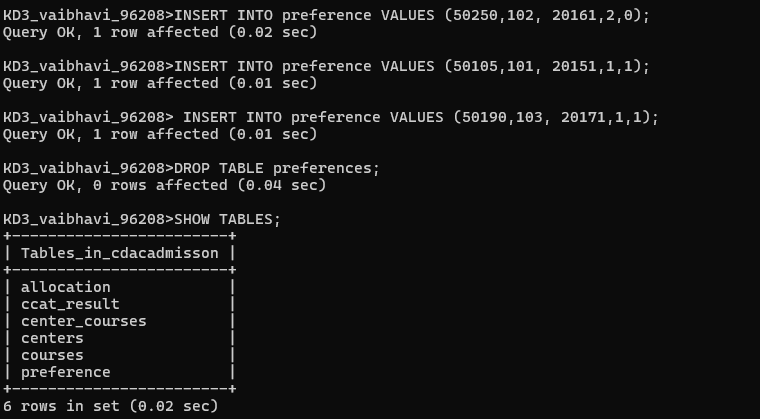 KD3_vaibhavi_96208>INSERT INTO preference VALUES (50250,102, 20161,2,0);
Query OK, 1 row affected (0.02 sec)

KD3_vaibhavi_96208>INSERT INTO preference VALUES (50105,101, 20151,1,1);
Query OK, 1 row affected (0.01 sec)

KD3_vaibhavi_96208> INSERT INTO preference VALUES (50190,103, 20171,1,1);
Query OK, 1 row affected (0.01 sec)

KD3_vaibhavi_96208>DROP TABLE preferences;
Query OK, 0 rows affected (0.04 sec)

KD3_vaibhavi_96208>SHOW TABLES;
+------------------------+
| Tables_in_cdacadmisson |
+------------------------+
| allocation             |
| ccat_result            |
| center_courses         |
| centers                |
| courses                |
| preference             |
+------------------------+
6 rows in set (0.02 sec)